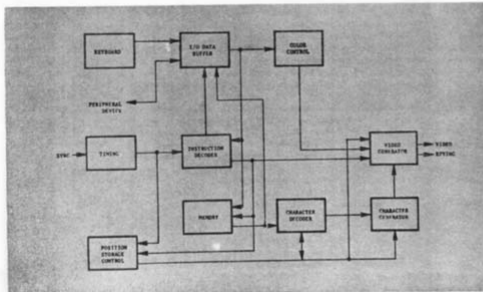 KEYBOARD
I/O DATA
BUFFER
COLOR
CONTROL
PERIPHERAL
DEVICE
SYNC
TIMING
INSTRUCTION
DECODER
VIDEO
GENERATOR
VIDEO
MEMORY
CHARACTER
DECODER
CHARACTER
GENERATOR
POSITION
STORAGE
CONTROL